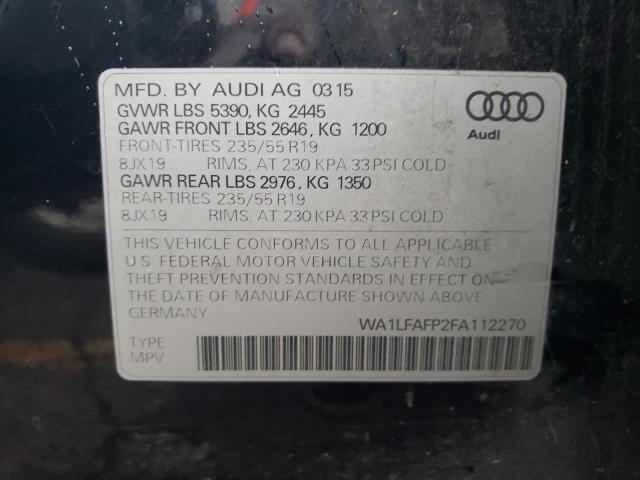 MFD. BY AUDI AG 03 15
GVWR LBS 5390, KG 2445
GAWR FRONT LBS 2646, KG 1200
FRONT-TIRES 235/55 R19
8JX19 RIMS, AT 230 KPA 33 PSI COLD
GAWR REAR LBS 2976, KG 1350
REAR-TIRES 235/55 R19
8JX19 RIMS, AT 230 KPA 33 PSI COLD
Audi
THIS VEHICLE CONFORMS TO ALL APPLICABLE
U.S. FEDERAL MOTOR VEHICLE SAFETY AND
THEFT PREVENTION STANDARDS IN EFFECT ON
THE DATE OF MANUFACTURE SHOWN ABOVE
GERMANY
WA1LFAFP2FA112270
TYPE
MPV